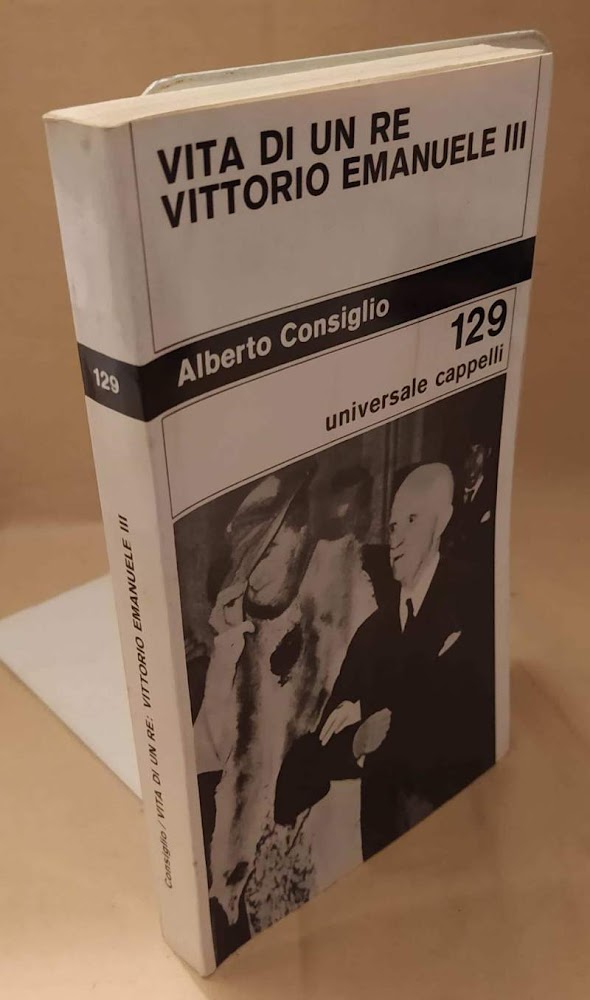 VITA DI UN RE
VITTORIO EMANUELE III
Alberto Consiglio
129
universale cappelli
129
Consiglio / VITA DI UN RE: VITTORIO EMANUELE III